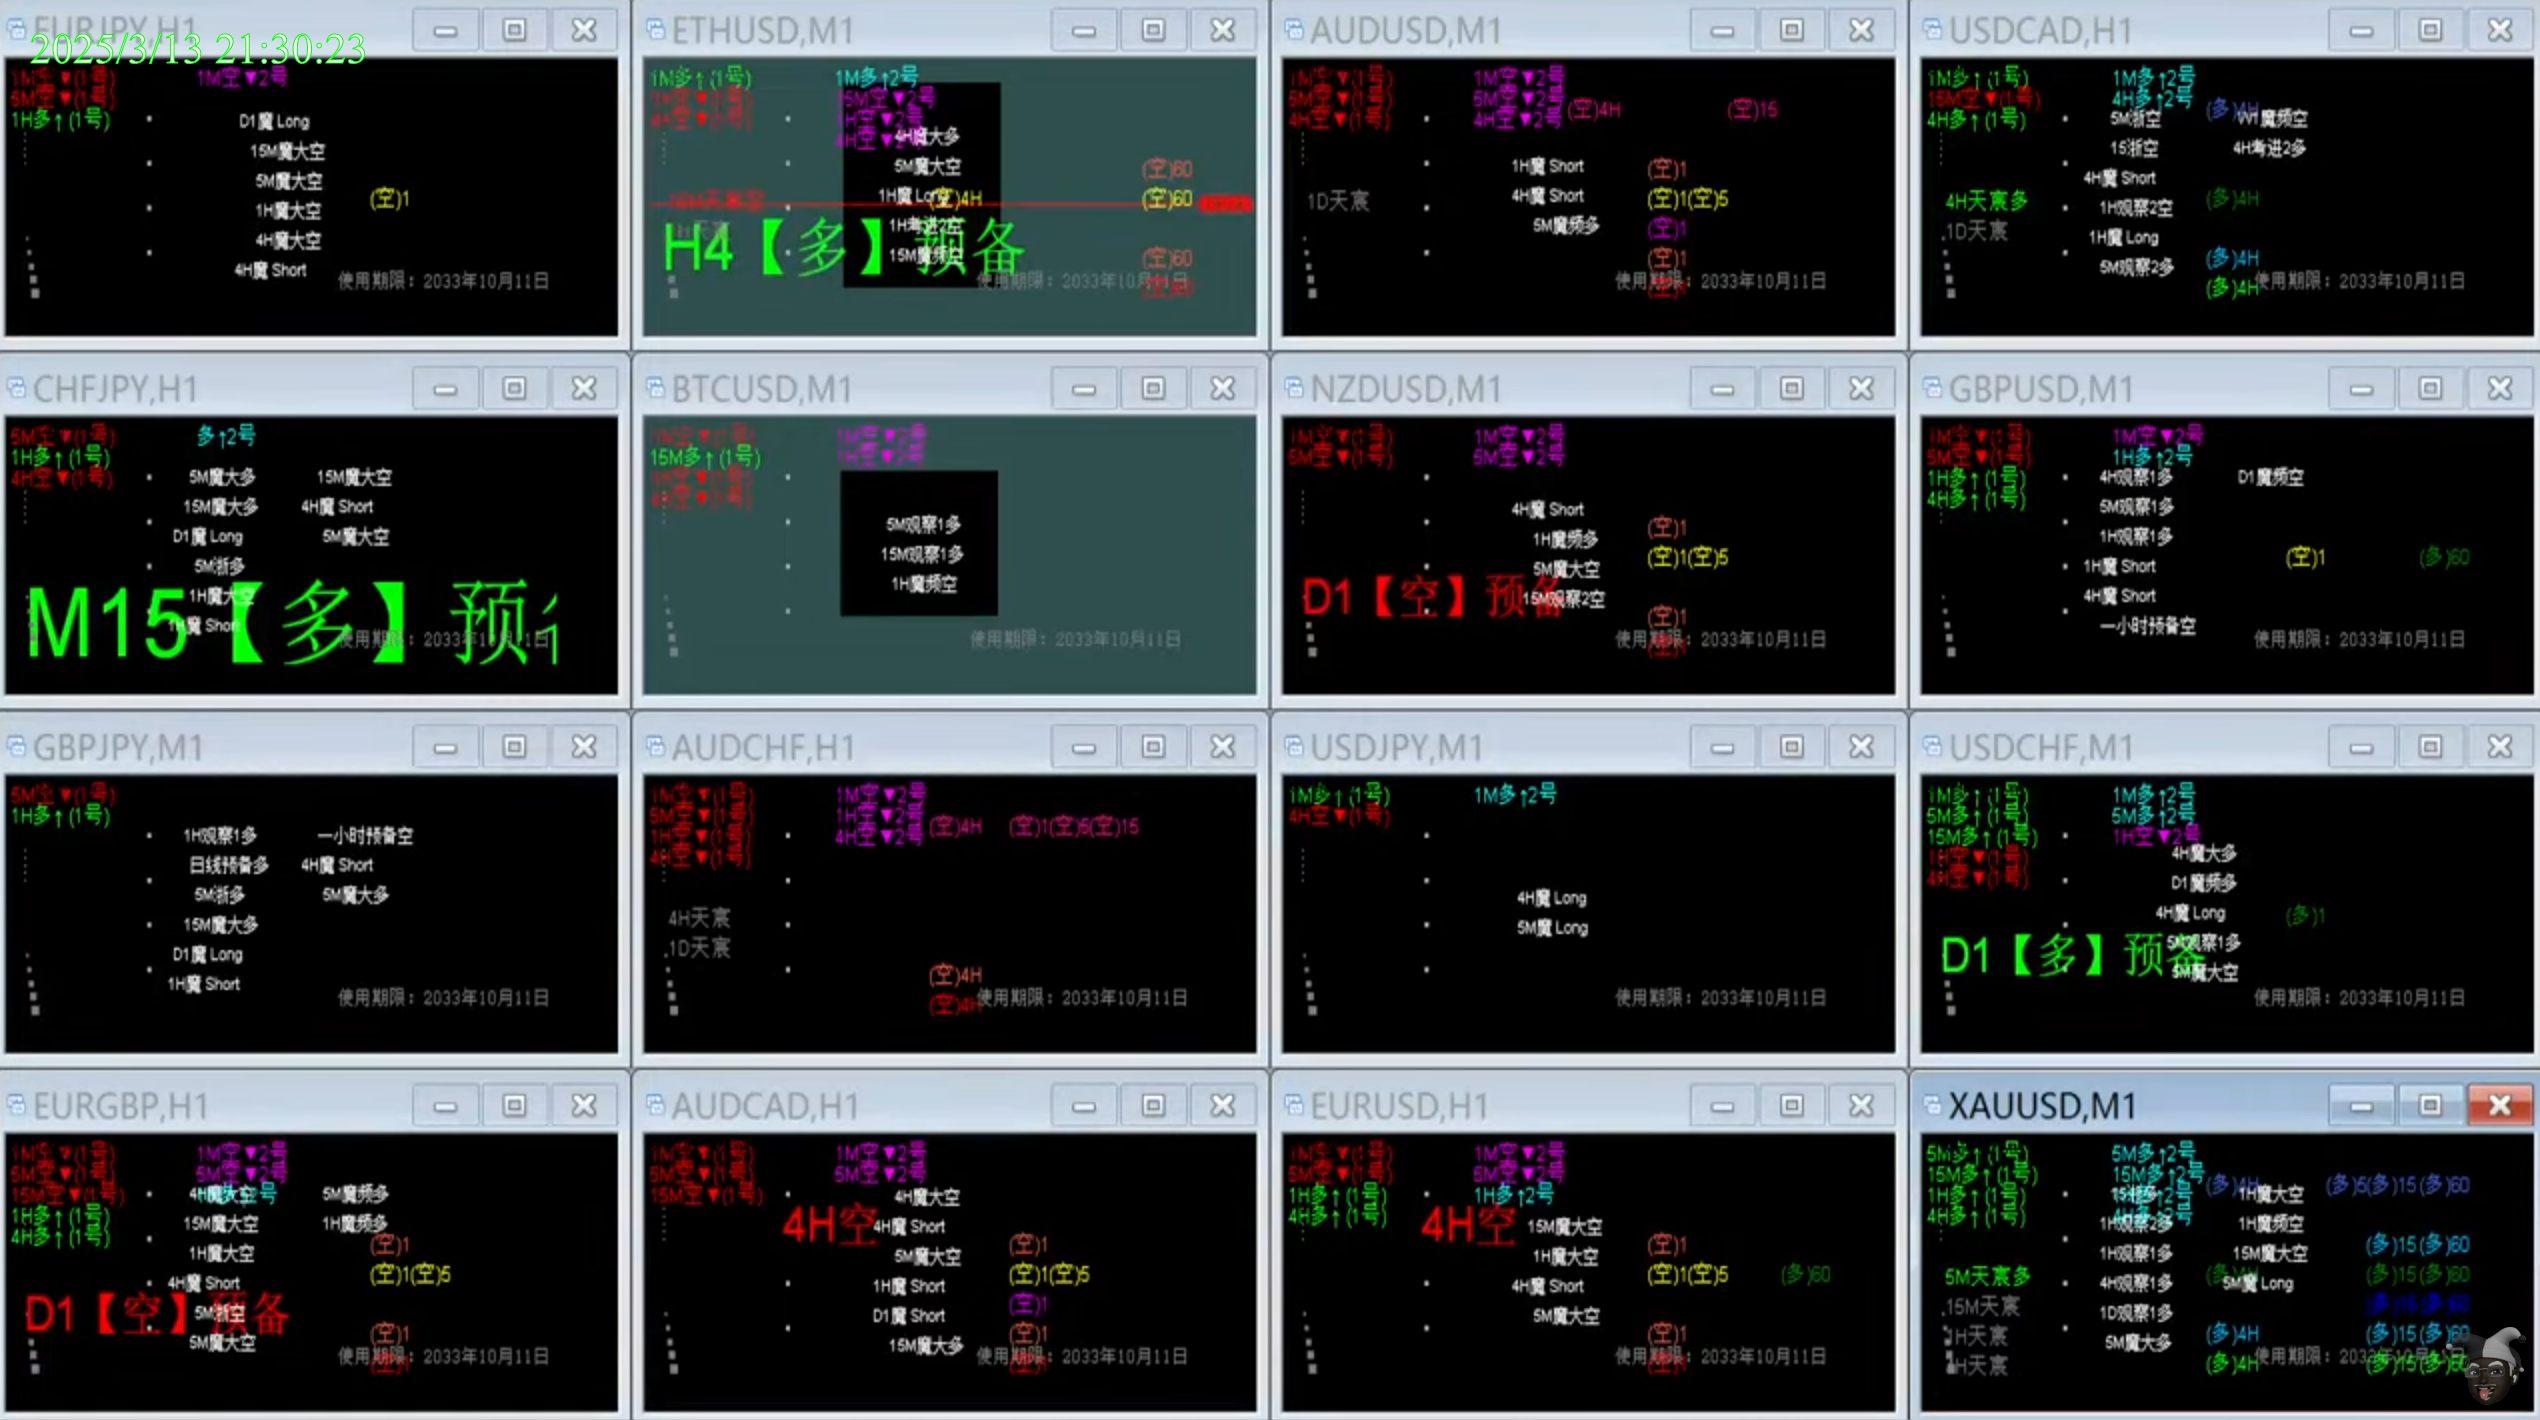 EURJPY,H1
2025/3/13 21:30:23
1M空▼(1号) 1M空▼2号
5M空▼(1号)
1H多↑(1号)
D1魔 Long
15M魔大空
5M魔大空
(空)1
1H魔大空
4H魔大空
4H魔 Short
使用期限：2033年10月11日
ETHUSD,M1
1M多↑(1号) 1M多↑2号
1H空▼(1号) 15M空▼2号
4H空▼(1号) 1H空▼2号
4H空▼2号
4H魔大多
5M魔大空
(空)60
1H魔 Long
(空)4H (空)60
1H考进2空
H4【多】预备
15M魔频空
(空)60
使用期限：2033年10月11日
AUDUSD,M1
1M空▼(1号) 1M空▼2号
5M空▼(1号) 5M空▼2号 (空)4H (空)15
4H空▼(1号) 4H空▼2号
1H魔 Short (空)1
1D天宸 4H魔 Short (空)1(空)5
5M魔频多 (空)1
(空)1
使用期限：2033年10月11日
USDCAD,H1
1M多↑(1号) 1M多↑2号
15M空▼(1号) 4H多↑2号 (多)4H
4H多↑(1号) 5M浙空 W1魔频空
15浙空 4H考进2多
4H魔 Short
4H天宸多 1H观察2空 (多)4H
.1D天宸 1H魔 Long
5M观察2多 (多)4H
(多)4H 使用期限：2033年10月11日
CHFJPY,H1
5M空▼(1号) 多↑2号
1H多↑(1号)
4H空▼(1号)
5M魔大多 15M魔大空
15M魔大多 4H魔 Short
D1魔 Long 5M魔大空
5M浙多
1H魔大空
M15【多】预
1H魔 Short
使用期限：2033年10月11日
BTCUSD,M1
1M空▼(1号) 1M空▼2号
15M多↑(1号) 1H空▼2号
1H空▼(1号)
4H空▼(1号)
5M观察1多
15M观察1多
1H魔频空
使用期限：2033年10月11日
NZDUSD,M1
1M空▼(1号) 1M空▼2号
5M空▼(1号) 5M空▼2号
4H魔 Short (空)1
1H魔频多 (空)1(空)5
5M魔大空
D1【空】预备
15M观察2空 (空)1
使用期限：2033年10月11日
GBPUSD,M1
1M空▼(1号) 1M空▼2号
5M空▼(1号) 1H多↑2号
1H多↑(1号) 4H观察1多 D1魔频空
4H多↑(1号) 5M观察1多
1H观察1多
1H魔 Short (空)1 (多)60
4H魔 Short
一小时预备空
使用期限：2033年10月11日
GBPJPY,M1
5M空▼(1号)
1H多↑(1号)
1H观察1多 一小时预备空
日线预备多 4H魔 Short
5M浙多 5M魔大多
15M魔大多
D1魔 Long
1H魔 Short
使用期限：2033年10月11日
AUDCHF,H1
1M空▼(1号) 1M空▼2号
5M空▼(1号) 1H空▼2号
1H空▼(1号) 4H空▼2号 (空)4H (空)1(空)5(空)15
4H空▼(1号)
4H天宸
.1D天宸
(空)4H
(空)4H 使用期限：2033年10月11日
USDJPY,M1
1M多↑(1号) 1M多↑2号
4H空▼(1号)
4H魔 Long
5M魔 Long
使用期限：2033年10月11日
USDCHF,M1
1M多↑(1号) 1M多↑2号
5M多↑(1号) 5M多↑2号
15M多↑(1号) 1H空▼2号
1H空▼(1号) 4H魔大多
4H空▼(1号) D1魔频多
4H魔 Long (多)1
D1【多】预备
5M观察1多
5M魔大空
使用期限：2033年10月11日
EURGBP,H1
1M空▼(1号) 1M空▼2号
5M空▼(1号) 5M空▼2号
15M空▼(1号) 4H魔大空 5M魔频多
1H多↑(1号) 15M魔大空 1H魔频多
4H多↑(1号) 1H魔大空 (空)1
4H魔 Short (空)1(空)5
D1【空】预备
5M浙空
5M魔大空 (空)1
使用期限：2033年10月11日
AUDCAD,H1
1M空▼(1号) 1M空▼2号
5M空▼(1号) 5M空▼2号
15M空▼(1号) 4H魔大空
4H空 4H魔 Short
5M魔大空 (空)1
1H魔 Short (空)1(空)5
D1魔 Short (空)1
15M魔大多 (空)1
使用期限：2033年10月11日
EURUSD,H1
1M空▼(1号) 1M空▼2号
5M空▼(1号) 5M空▼2号
1H多↑(1号) 1H多↑2号
4H多↑(1号) 4H空 15M魔大空
1H魔大空 (空)1
4H魔 Short (空)1(空)5 (多)60
5M魔大空 (空)1
使用期限：2033年10月11日
XAUUSD,M1
5M多↑(1号) 5M多↑2号
15M多↑(1号) 15M多↑2号 (多)4H (多)5(多)15(多)60
1H多↑(1号) 1H魔大空
4H多↑(1号) 1H观察2多 1H魔频空
1H观察1多 15M魔大空 (多)15(多)60
5M天宸多 4H观察1多 5M魔 Long (多)15(多)60
.15M天宸 1D观察1多 (多)15(多)60
1H天宸 5M魔大多 (多)4H (多)15(多)60
4H天宸 (多)4H 使用期限：2033年10月11日